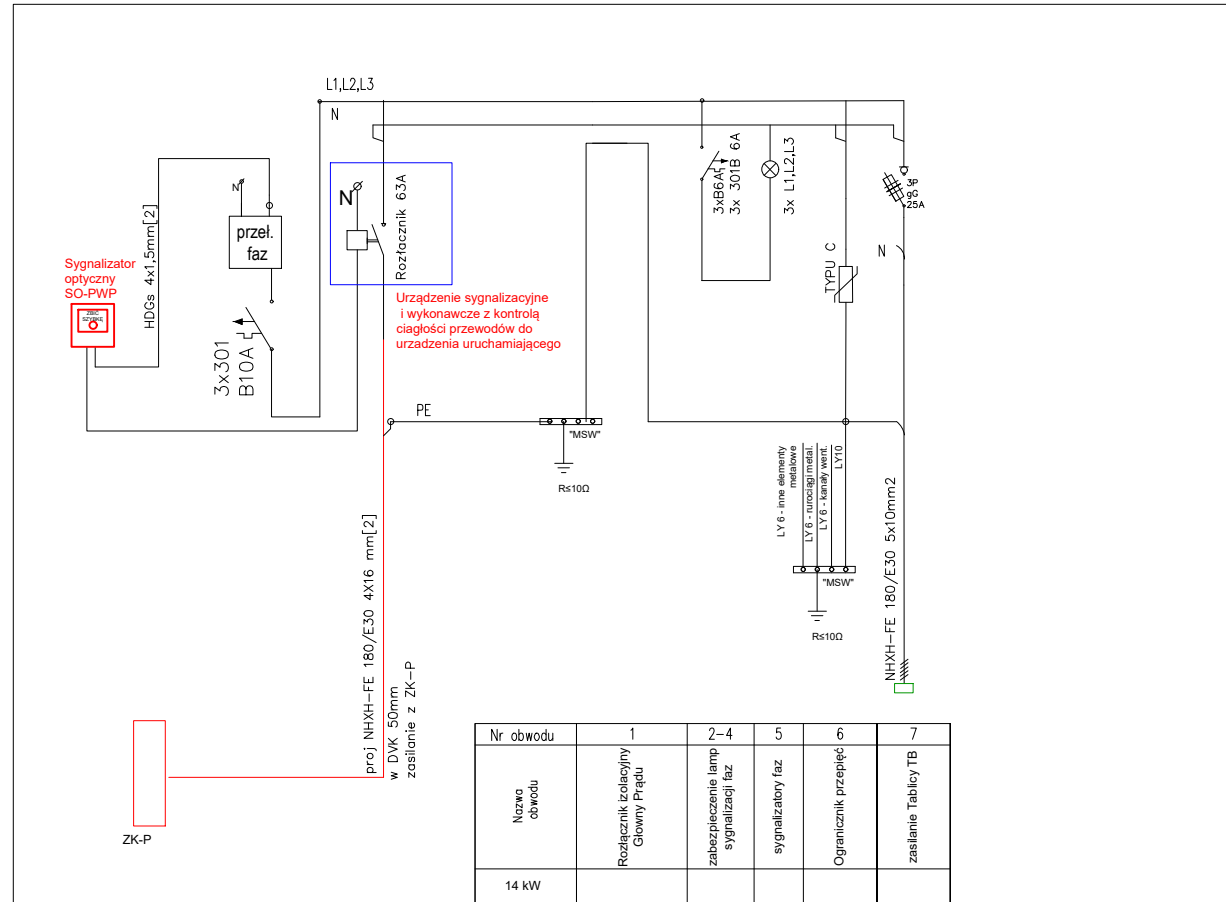 L1,L2,L3
N
N
przeł.
faz
Sygnalizator
optyczny
SO-PWP
ZBIĆ
SZYBKĘ
HDGs 4x1,5mm[2]
3x301
B10A
N
Rozłacznik 63A
Urządzenie sygnalizacyjne
i wykonawcze z kontrolą
ciagłości przewodów do
urzadzenia uruchamiającego
3xB6A
3x 301B 6A
3x L1,L2,L3
TYPU C
3P
gG
25A
N
PE
"MSW"
R≤10Ω
LY 6 - inne elementy
metalowe
LY 6 - rurociągi metal.
LY 6 - kanały went.
LY10
"MSW"
R≤10Ω
NHXH-FE 180/E30 5x10mm2
proj NHXH-FE 180/E30 4X16 mm[2]
w DVK 50mm
zasilanie z ZK-P
ZK-P
Nr obwodu 1 2-4 5 6 7
Nazwa
obwodu
Rozłącznik izolacyjny
Głowny Prądu
zabezpieczenie lamp
sygnalizacji faz
sygnalizatory faz
Ogranicznik przepięć
zasilanie Tablicy TB
14 kW